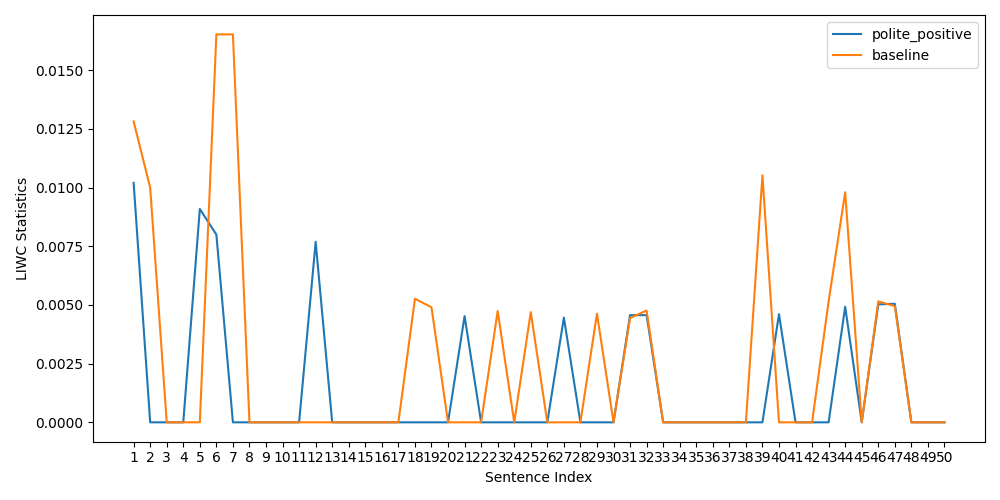 polite_positive
baseline
0.0150
0.0125
0.0100
0.0075
0.0050
0.0025
0.0000
LIWC Statistics
1 2 3 4 5 6 7 8 9 10 11 12 13 14 15 16 17 18 19 20 21 22 23 24 25 26 27 28 29 30 31 32 33 34 35 36 37 38 39 40 41 42 43 44 45 46 47 48 49 50
Sentence Index